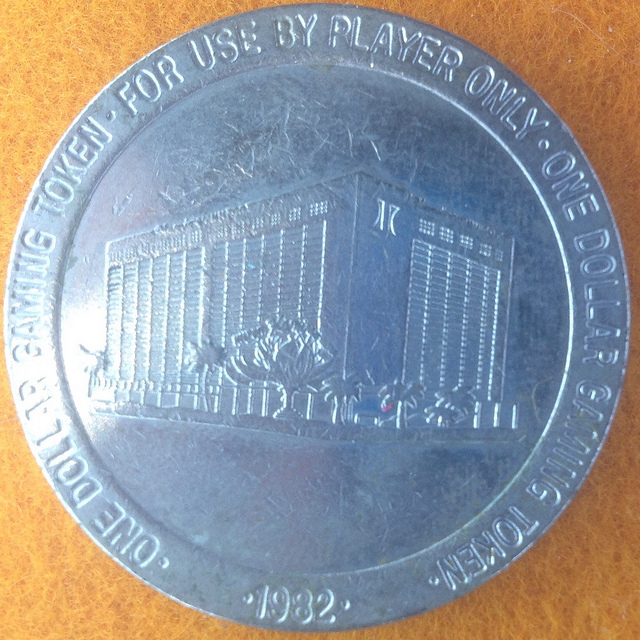 · ONE DOLLAR GAMING TOKEN · FOR USE BY PLAYER ONLY · ONE DOLLAR GAMING TOKEN ·
· 1982 ·